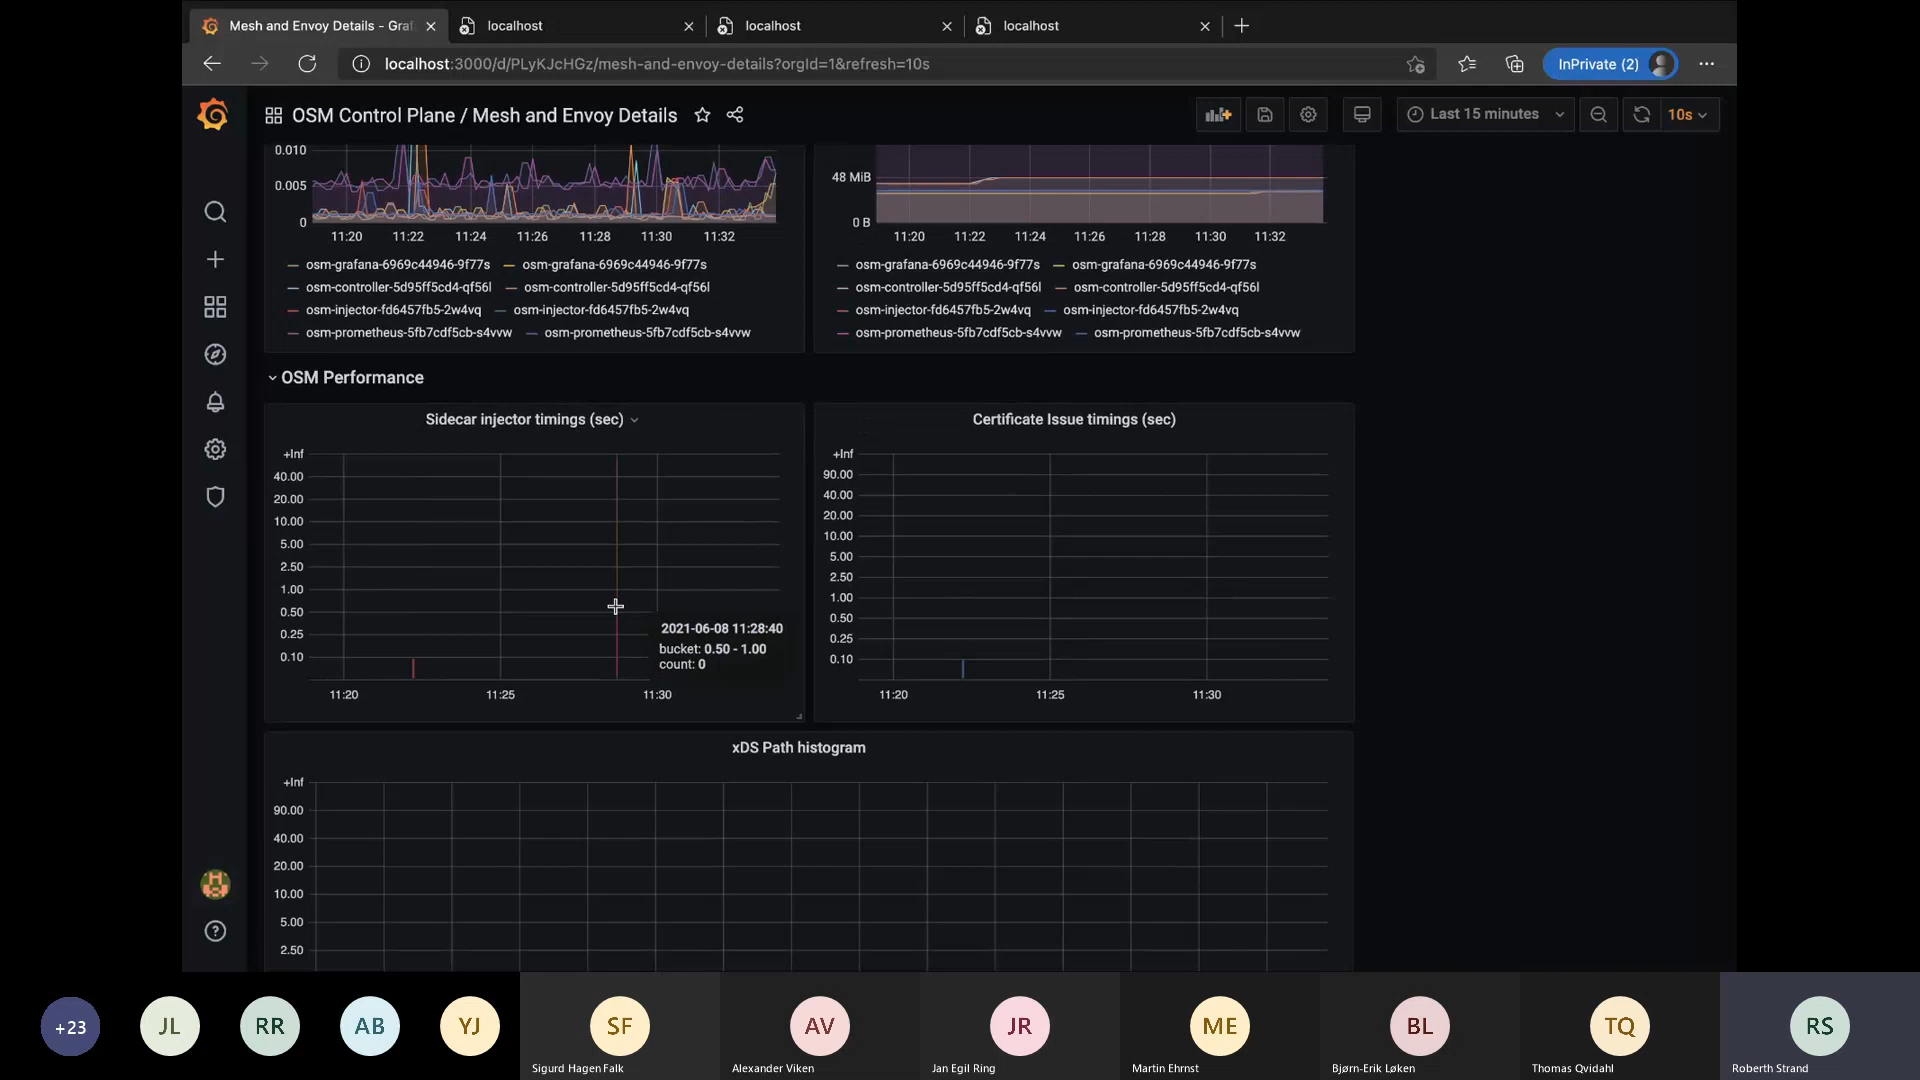 Mesh and Envoy Details - Graf
localhost
localhost
localhost
localhost:3000/d/PLyKJcHGz/mesh-and-envoy-details?orgId=1&refresh=10s
InPrivate (2)
OSM Control Plane / Mesh and Envoy Details
Last 15 minutes
10s
0.010
0.005
0
11:20 11:22 11:24 11:26 11:28 11:30 11:32
osm-grafana-6969c44946-9f77s osm-grafana-6969c44946-9f77s
osm-controller-5d95ff5cd4-qf56l osm-controller-5d95ff5cd4-qf56l
osm-injector-fd6457fb5-2w4vq osm-injector-fd6457fb5-2w4vq
osm-prometheus-5fb7cdf5cb-s4vvw osm-prometheus-5fb7cdf5cb-s4vvw
48 MiB
0 B
11:20 11:22 11:24 11:26 11:28 11:30 11:32
osm-grafana-6969c44946-9f77s osm-grafana-6969c44946-9f77s
osm-controller-5d95ff5cd4-qf56l osm-controller-5d95ff5cd4-qf56l
osm-injector-fd6457fb5-2w4vq osm-injector-fd6457fb5-2w4vq
osm-prometheus-5fb7cdf5cb-s4vvw osm-prometheus-5fb7cdf5cb-s4vvw
OSM Performance
Sidecar injector timings (sec)
+Inf
40.00
20.00
10.00
5.00
2.50
1.00
0.50
0.25
0.10
11:20 11:25 11:30
2021-06-08 11:28:40
bucket: 0.50 - 1.00
count: 0
Certificate Issue timings (sec)
+Inf
90.00
40.00
20.00
10.00
5.00
2.50
1.00
0.50
0.25
0.10
11:20 11:25 11:30
xDS Path histogram
+Inf
90.00
40.00
20.00
10.00
5.00
2.50
+23
JL
RR
AB
YJ
SF
Sigurd Hagen Falk
AV
Alexander Viken
JR
Jan Egil Ring
ME
Martin Ehrnst
BL
Bjørn-Erik Løken
TQ
Thomas Qvidahl
RS
Roberth Strand